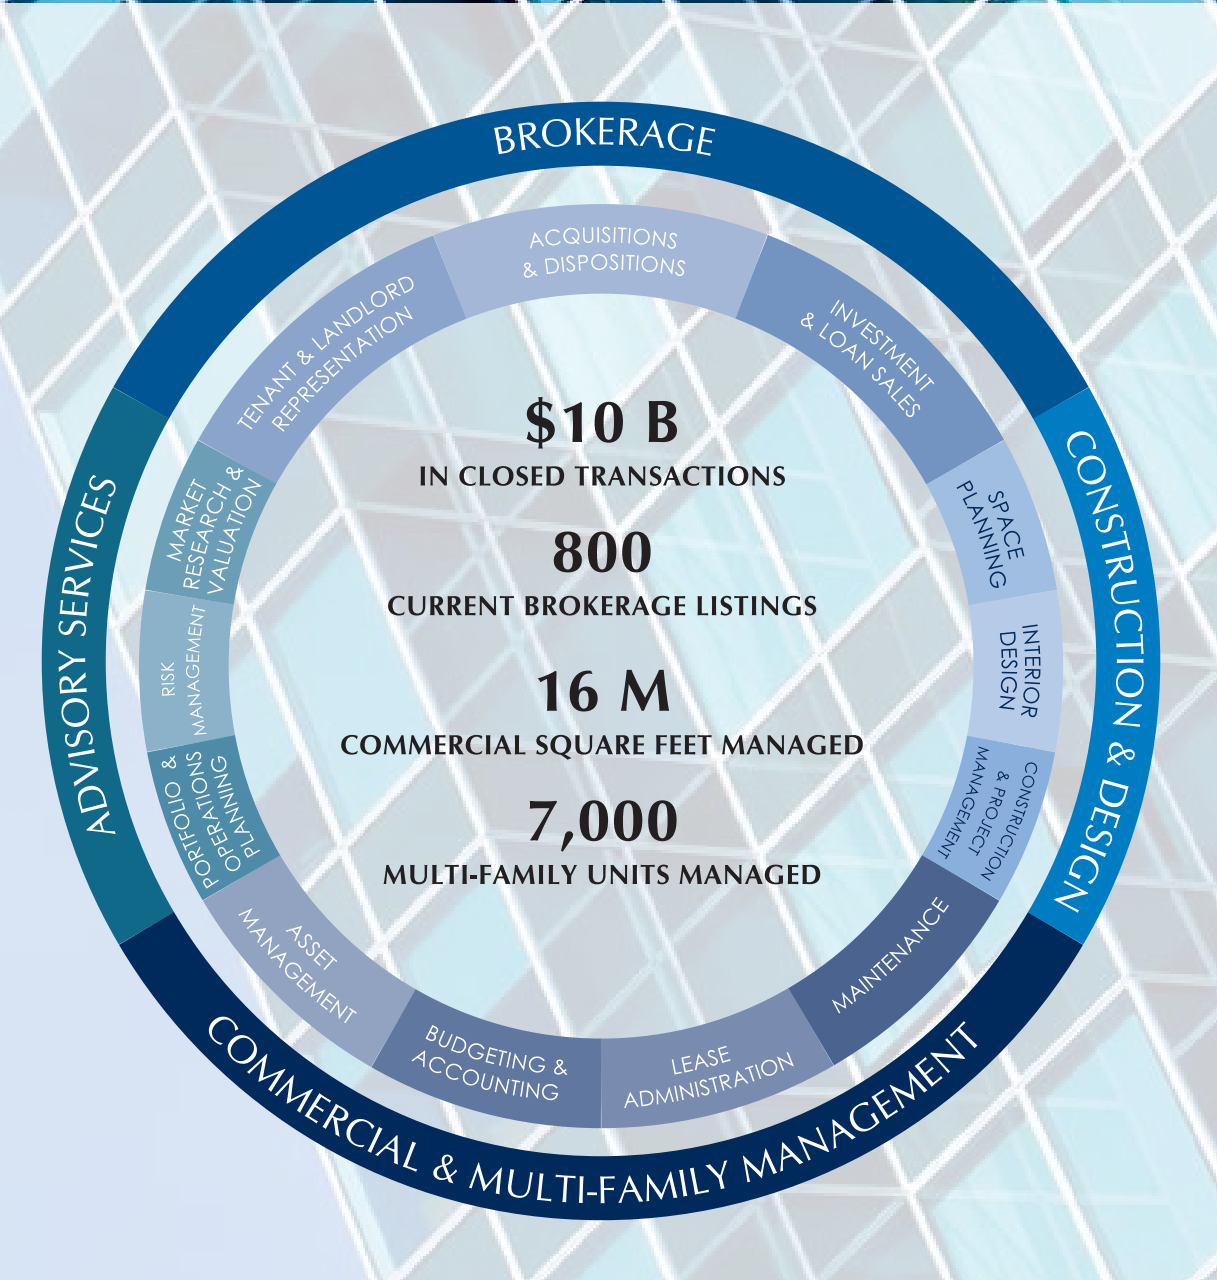 BROKERAGE
ACQUISITIONS
& DISPOSITIONS
INVESTMENT
& LOAN SALES
TENANT & LANDLORD
REPRESENTATION
CONSTRUCTION & DESIGN
SPACE
PLANNING
INTERIOR
DESIGN
CONSTRUCTION
& PROJECT
MANAGEMENT
COMMERCIAL & MULTI-FAMILY MANAGEMENT
MAINTENANCE
LEASE
ADMINISTRATION
BUDGETING &
ACCOUNTING
ASSET
MANAGEMENT
ADVISORY SERVICES
PORTFOLIO &
OPERATIONS
PLANNING
RISK
MANAGEMENT
MARKET
RESEARCH &
VALUATION
$10 B
IN CLOSED TRANSACTIONS
800
CURRENT BROKERAGE LISTINGS
16 M
COMMERCIAL SQUARE FEET MANAGED
7,000
MULTI-FAMILY UNITS MANAGED